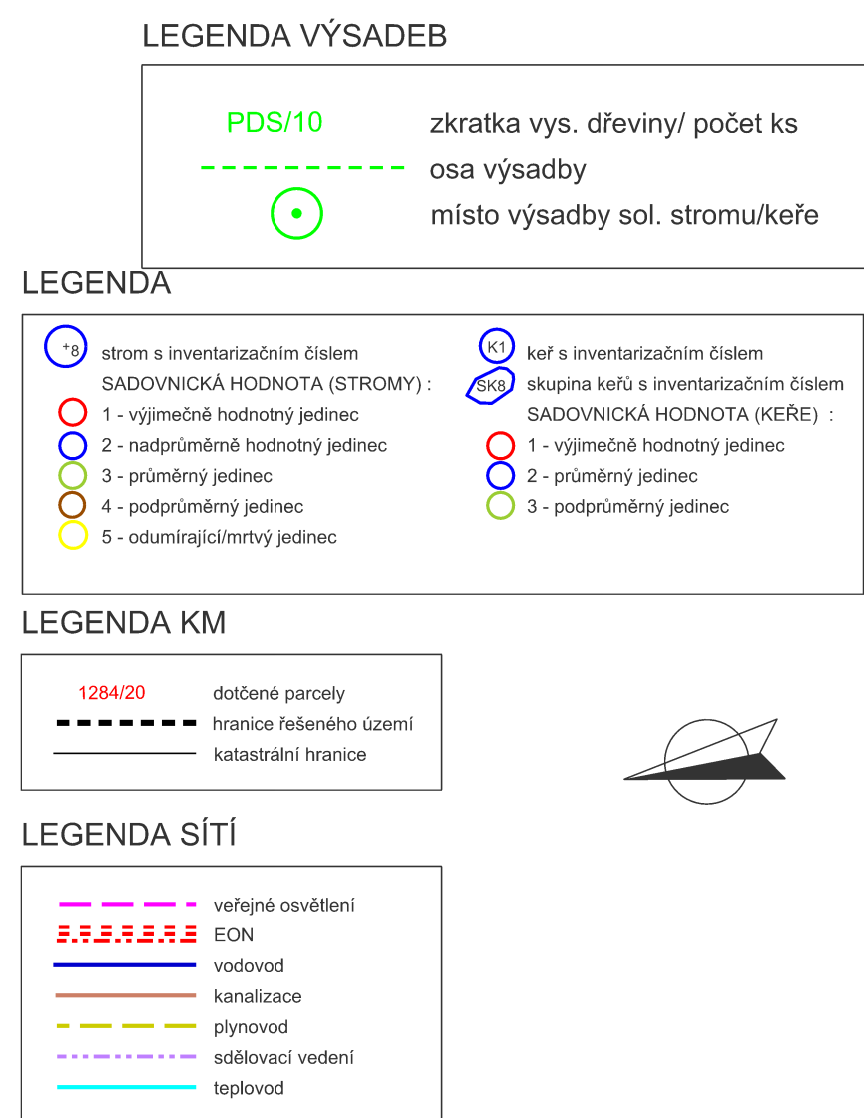 LEGENDA VÝSADEB
PDS/10 zkratka vys. dřeviny/ počet ks
osa výsadby
místo výsadby sol. stromu/keře
LEGENDA
+8 strom s inventarizačním číslem
SADOVNICKÁ HODNOTA (STROMY) :
1 - výjimečně hodnotný jedinec
2 - nadprůměrně hodnotný jedinec
3 - průměrný jedinec
4 - podprůměrný jedinec
5 - odumírající/mrtvý jedinec
K1 keř s inventarizačním číslem
SK8 skupina keřů s inventarizačním číslem
SADOVNICKÁ HODNOTA (KEŘE) :
1 - výjimečně hodnotný jedinec
2 - průměrný jedinec
3 - podprůměrný jedinec
LEGENDA KM
1284/20 dotčené parcely
hranice řešeného území
katastrální hranice
LEGENDA SÍTÍ
veřejné osvětlení
EON
vodovod
kanalizace
plynovod
sdělovací vedení
teplovod